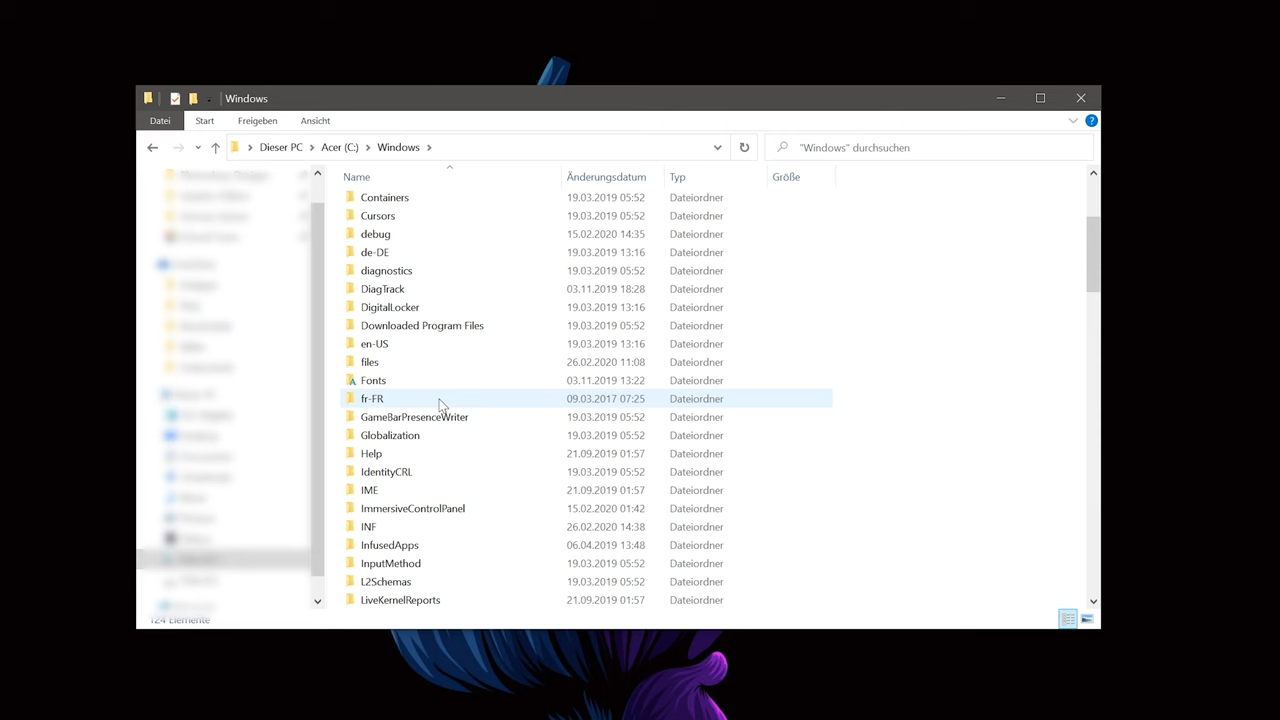 Windows
Datei Start Freigeben Ansicht
Dieser PC Acer (C:) Windows "Windows" durchsuchen
Name Änderungsdatum Typ Größe
Containers 19.03.2019 05:52 Dateiordner
Cursors 19.03.2019 05:52 Dateiordner
debug 15.02.2020 14:35 Dateiordner
de-DE 19.03.2019 13:16 Dateiordner
diagnostics 19.03.2019 05:52 Dateiordner
DiagTrack 03.11.2019 18:28 Dateiordner
DigitalLocker 19.03.2019 13:16 Dateiordner
Downloaded Program Files 19.03.2019 05:52 Dateiordner
en-US 19.03.2019 13:16 Dateiordner
files 26.02.2020 11:08 Dateiordner
Fonts 03.11.2019 13:22 Dateiordner
fr-FR 09.03.2017 07:25 Dateiordner
GameBarPresenceWriter 19.03.2019 05:52 Dateiordner
Globalization 19.03.2019 05:52 Dateiordner
Help 21.09.2019 01:57 Dateiordner
IdentityCRL 19.03.2019 05:52 Dateiordner
IME 21.09.2019 01:57 Dateiordner
ImmersiveControlPanel 15.02.2020 01:42 Dateiordner
INF 26.02.2020 14:38 Dateiordner
InfusedApps 06.04.2019 13:48 Dateiordner
InputMethod 19.03.2019 05:52 Dateiordner
L2Schemas 19.03.2019 05:52 Dateiordner
LiveKernelReports 21.09.2019 01:57 Dateiordner
124 Elemente